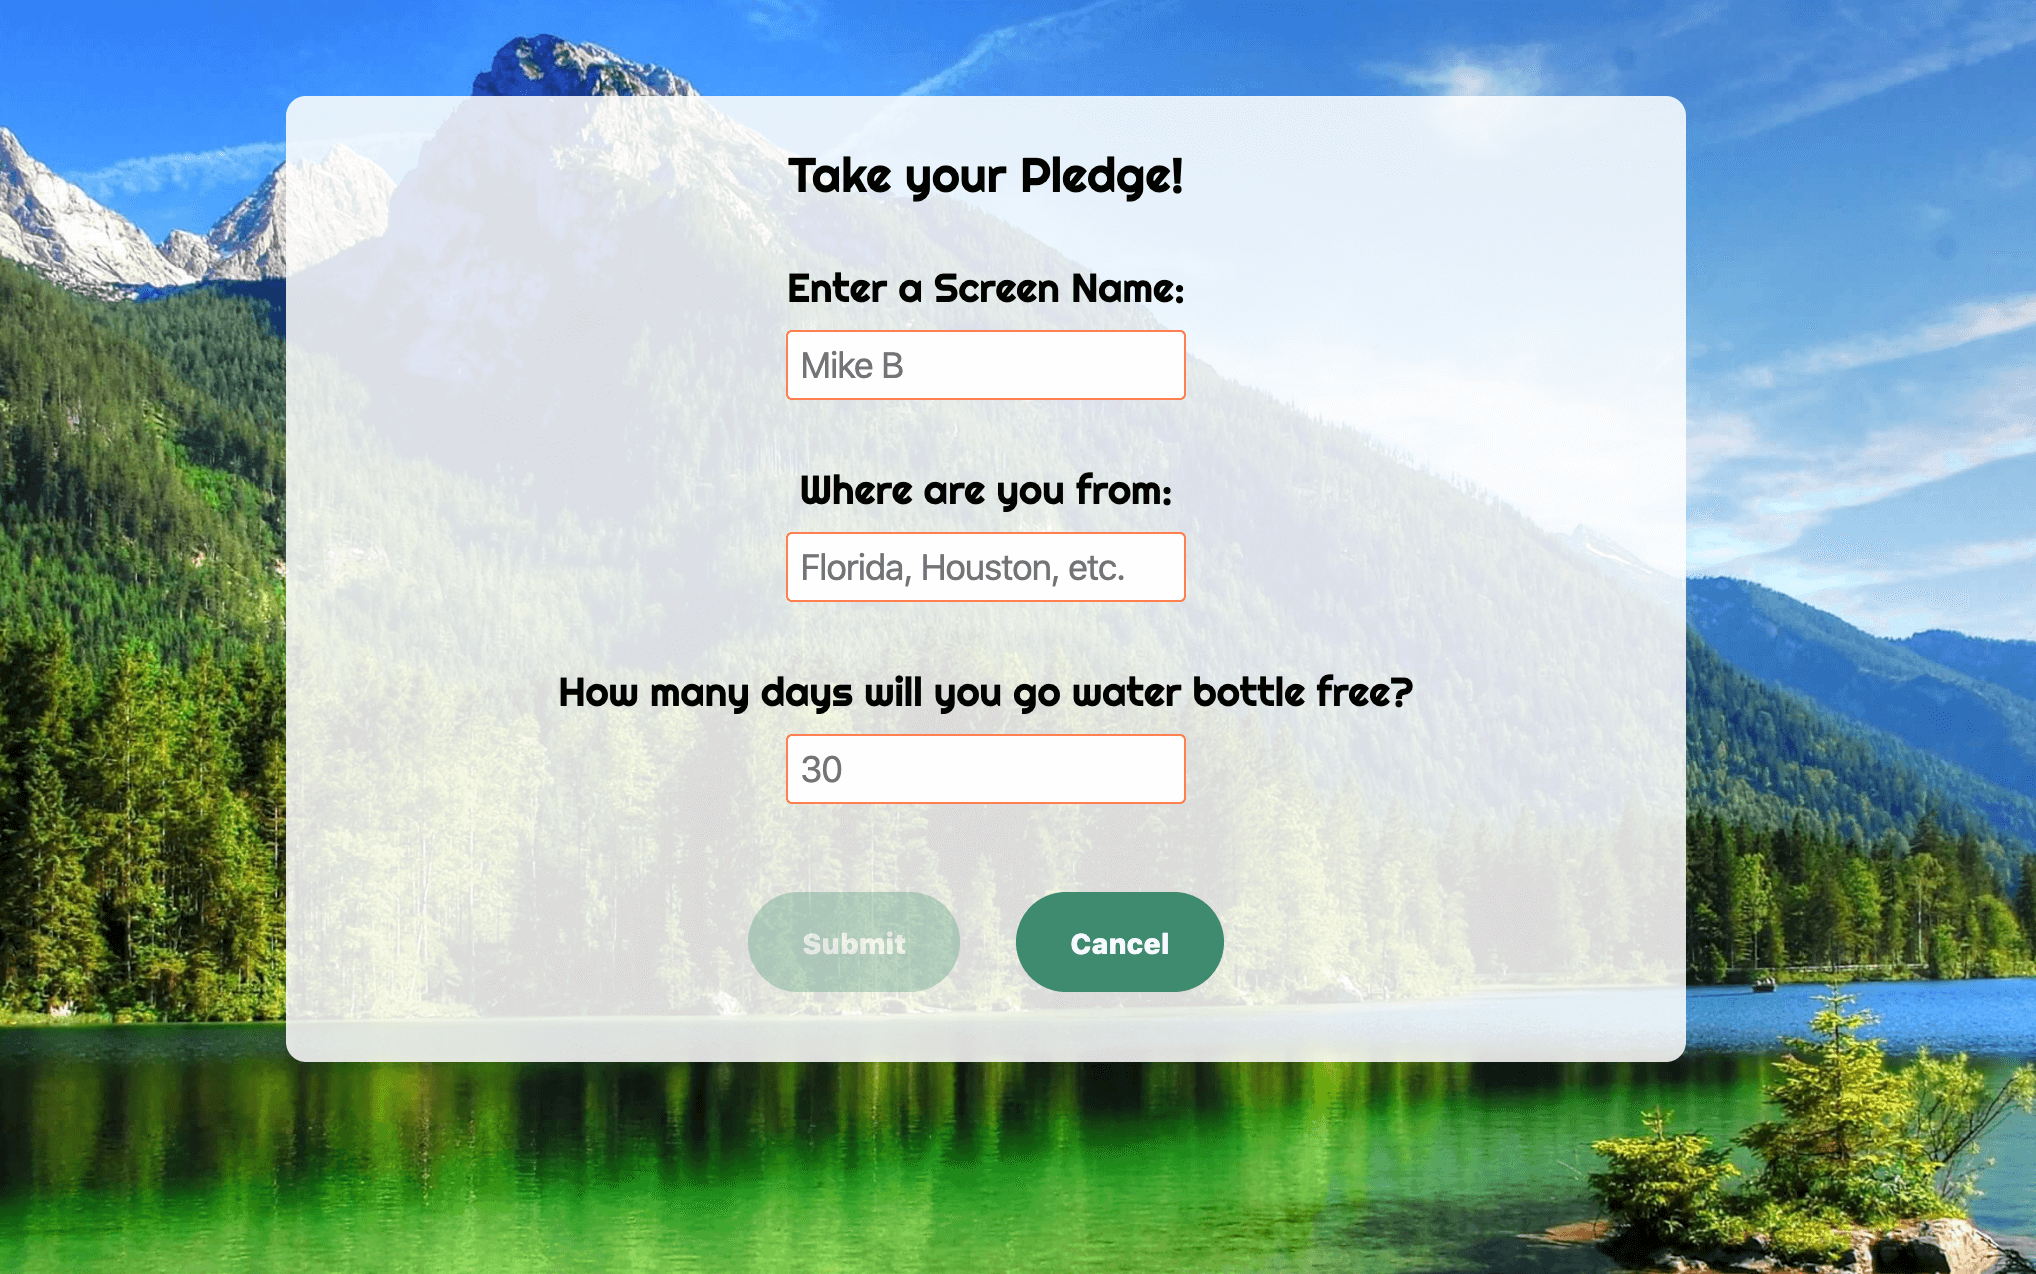 Take your Pledge!
Enter a Screen Name:
Mike B
Where are you from:
Florida, Houston, etc.
How many days will you go water bottle free?
30
Submit
Cancel